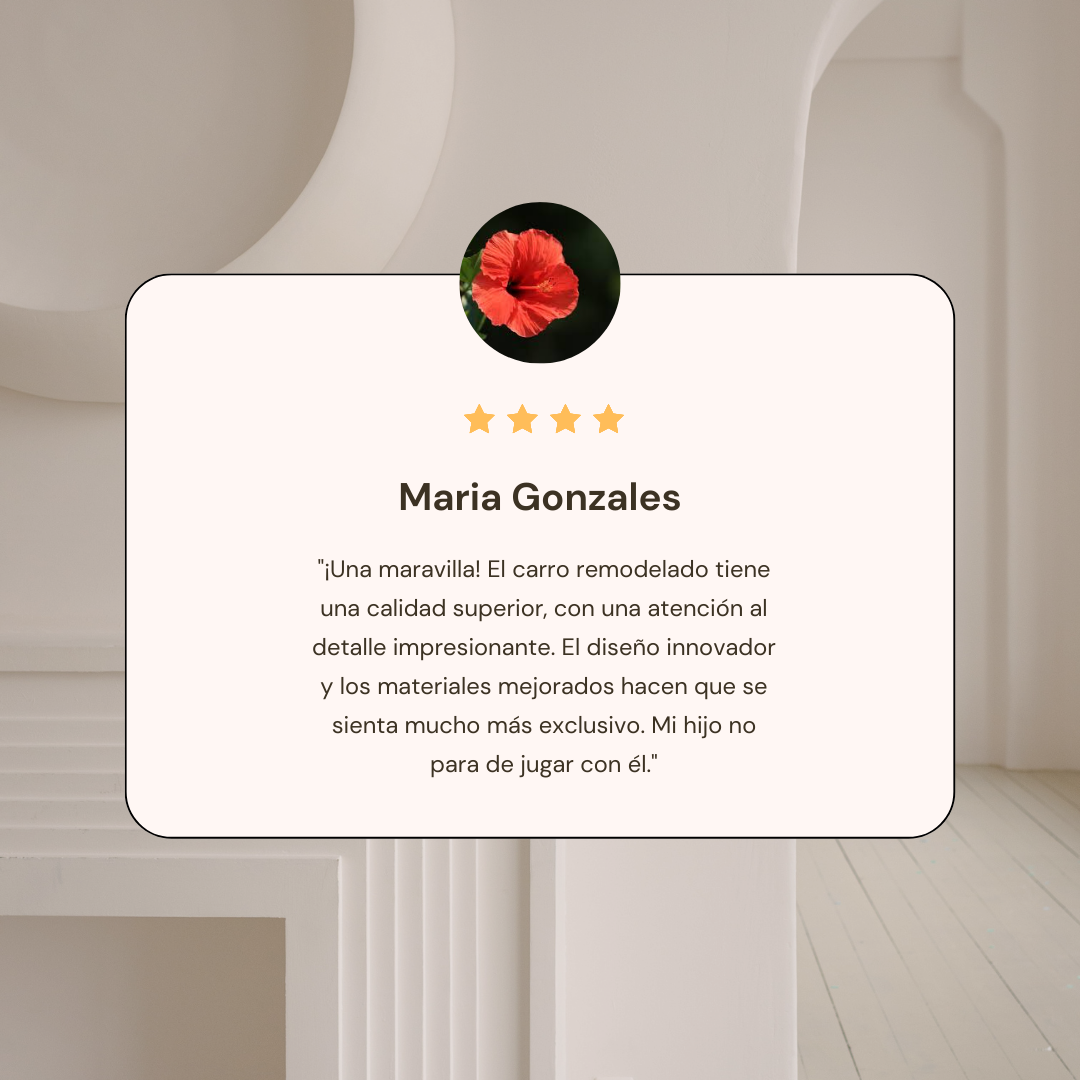 Maria Gonzales
"¡Una maravilla! El carro remodelado tiene
una calidad superior, con una atención al
detalle impresionante. El diseño innovador
y los materiales mejorados hacen que se
sienta mucho más exclusivo. Mi hijo no
para de jugar con él."